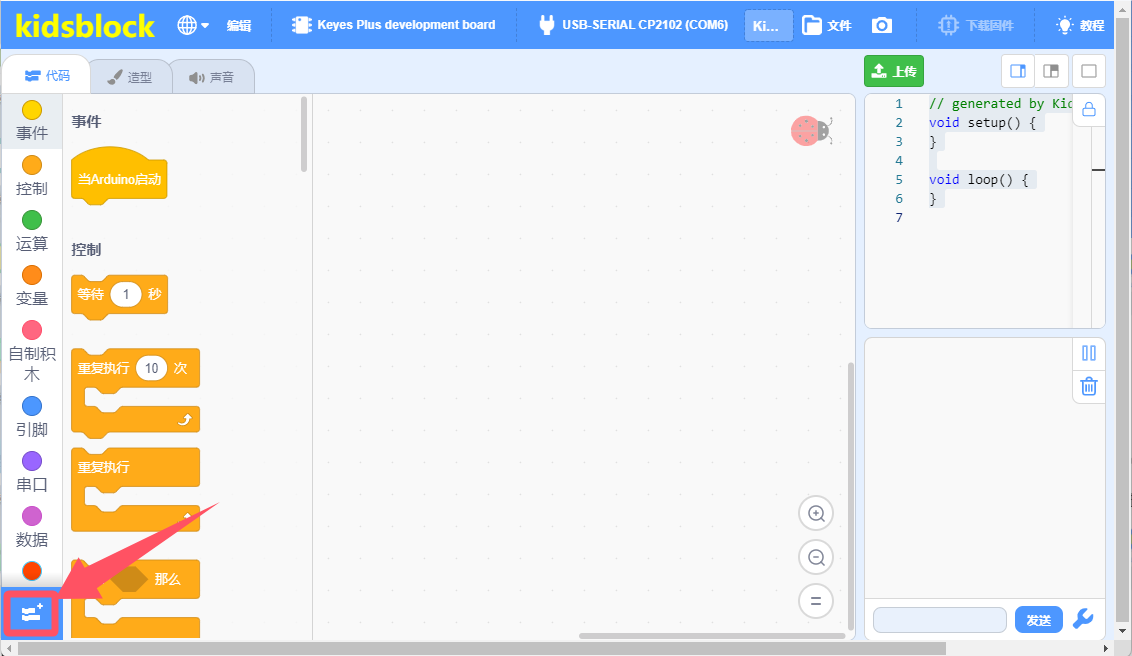 kidsblock
编辑
Keyes Plus development board
USB-SERIAL CP2102 (COM6)
Ki...
文件
下载固件
教程
代码
造型
声音
上传
事件
控制
运算
变量
自制积
木
引脚
串口
数据
事件
当Arduino启动
控制
等待 1 秒
重复执行 10 次
重复执行
那么
1 // generated by Kid
2 void setup() {
3 }
4
5 void loop() {
6 }
7
发送